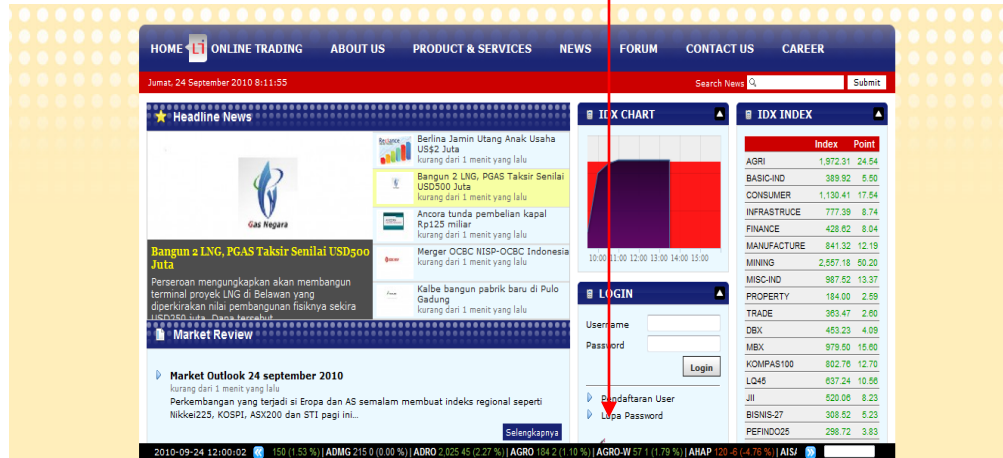 HOME ONLINE TRADING ABOUT US PRODUCT & SERVICES NEWS FORUM CONTACT US CAREER
Jumat, 24 September 2010 8:11:55
Search News
Submit
Headline News
Gas Negara
Bangun 2 LNG, PGAS Taksir Senilai USD500
Juta
Perseroan mengungkapkan akan membangun
terminal proyek LNG di Belawan yang
diperkirakan nilai pembangunan fisiknya sekira
USD250 juta. Dana tersebut
Reliance
Berlina Jamin Utang Anak Usaha
US$2 Juta
kurang dari 1 menit yang lalu
Bangun 2 LNG, PGAS Taksir Senilai
USD500 Juta
kurang dari 1 menit yang lalu
Ancora tunda pembelian kapal
Rp125 miliar
kurang dari 1 menit yang lalu
Merger OCBC NISP-OCBC Indonesia
kurang dari 1 menit yang lalu
Kalbe bangun pabrik baru di Pulo
Gadung
kurang dari 1 menit yang lalu
Market Review
Market Outlook 24 september 2010
kurang dari 1 menit yang lalu
Perkembangan yang terjadi si Eropa dan AS semalam membuat indeks regional seperti
Nikkei225, KOSPI, ASX200 dan STI pagi ini...
Selengkapnya
IDX CHART
10:00 11:00 12:00 13:00 14:00 15:00
LOGIN
Username
Password
Login
Pendaftaran User
Lupa Password
IDX INDEX
Index Point
AGRI 1,972.31 24.54
BASIC-IND 389.92 5.50
CONSUMER 1,130.41 17.54
INFRASTRUCE 777.39 8.74
FINANCE 428.62 8.04
MANUFACTURE 841.32 12.19
MINING 2,557.18 50.20
MISC-IND 987.52 13.37
PROPERTY 184.00 2.59
TRADE 363.47 2.60
DBX 453.23 4.09
MBX 979.50 15.60
KOMPAS100 802.76 12.70
LQ45 637.24 10.56
JII 520.06 8.23
BISNIS-27 308.52 5.23
PEFINDO25 298.72 3.83
2010-09-24 12:00:02 150 (1.53 %) | ADMG 215 0 (0.00 %) | ADRO 2,025 45 (2.27 %) | AGRO 184 2 (1.10 %) | AGRO-W 57 1 (1.79 %) | AHAP 120 -6 (-4.76 %) | AISA